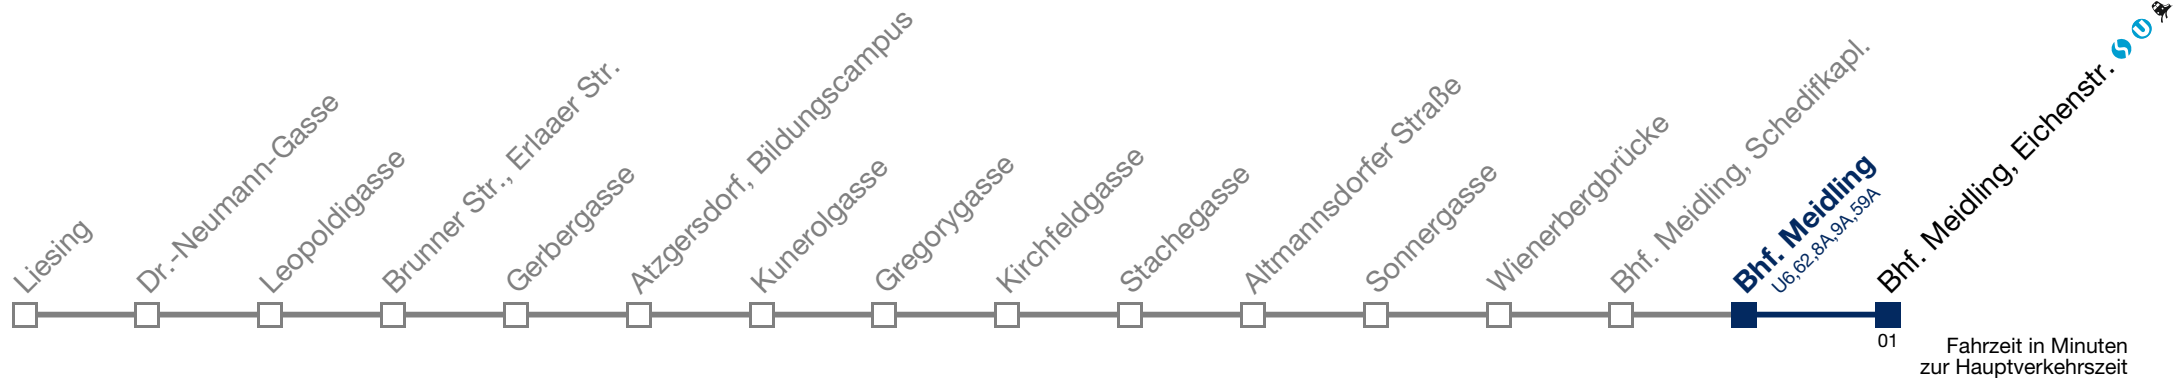 Liesing
Dr.-Neumann-Gasse
Leopoldigasse
Brunner Str., Erlaaer Str.
Gerbergasse
Atzgersdorf, Bildungscampus
Kunerolgasse
Gregorygasse
Kirchfeldgasse
Stachegasse
Altmannsdorfer Straße
Sonnergasse
Wienerbergbrücke
Bhf. Meidling, Schedifkapl.
Bhf. Meidling
U6,62,8A,9A,59A
Bhf. Meidling, Eichenstr. S U
01
Fahrzeit in Minuten
zur Hauptverkehrszeit